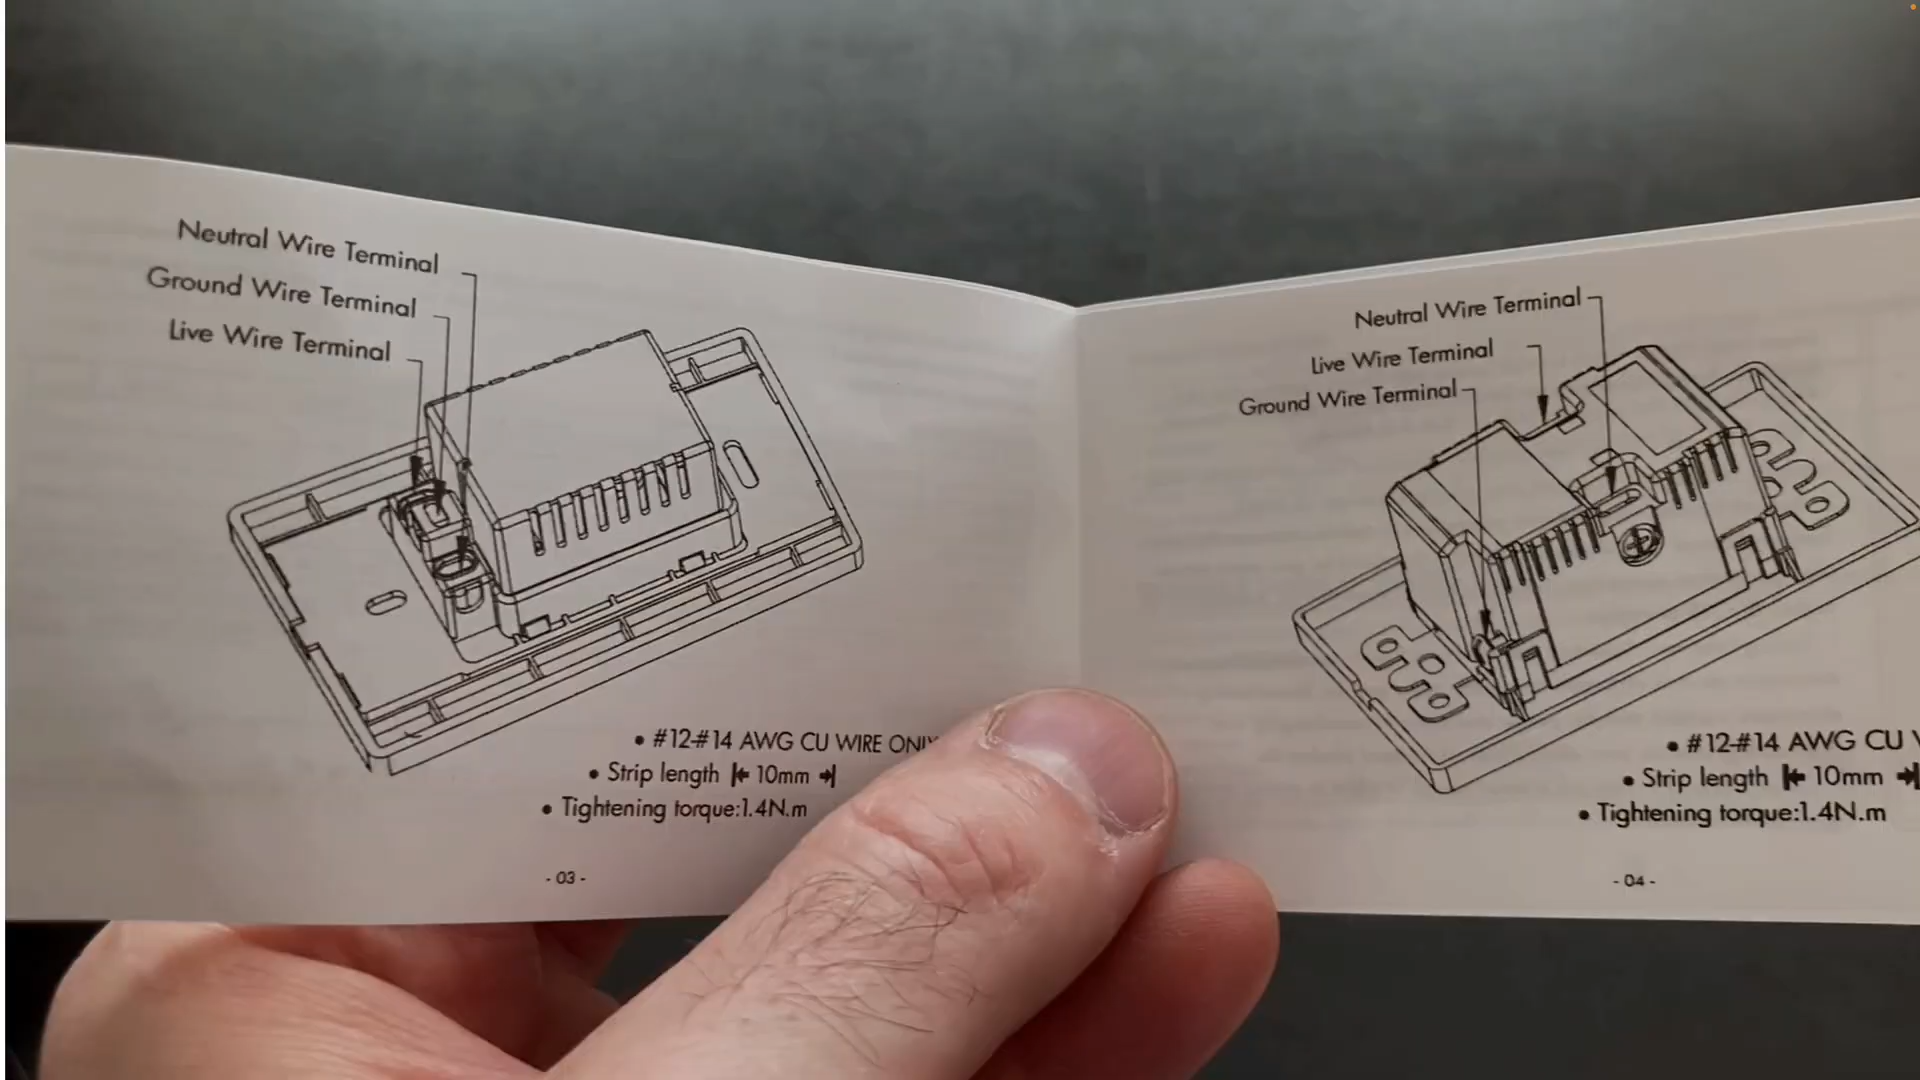 Neutral Wire Terminal
Ground Wire Terminal
Live Wire Terminal
• #12-#14 AWG CU WIRE ONLY
• Strip length 10mm
• Tightening torque:1.4N.m
- 03 -
Neutral Wire Terminal
Live Wire Terminal
Ground Wire Terminal
• #12-#14 AWG CU
• Strip length 10mm
• Tightening torque:1.4N.m
- 04 -